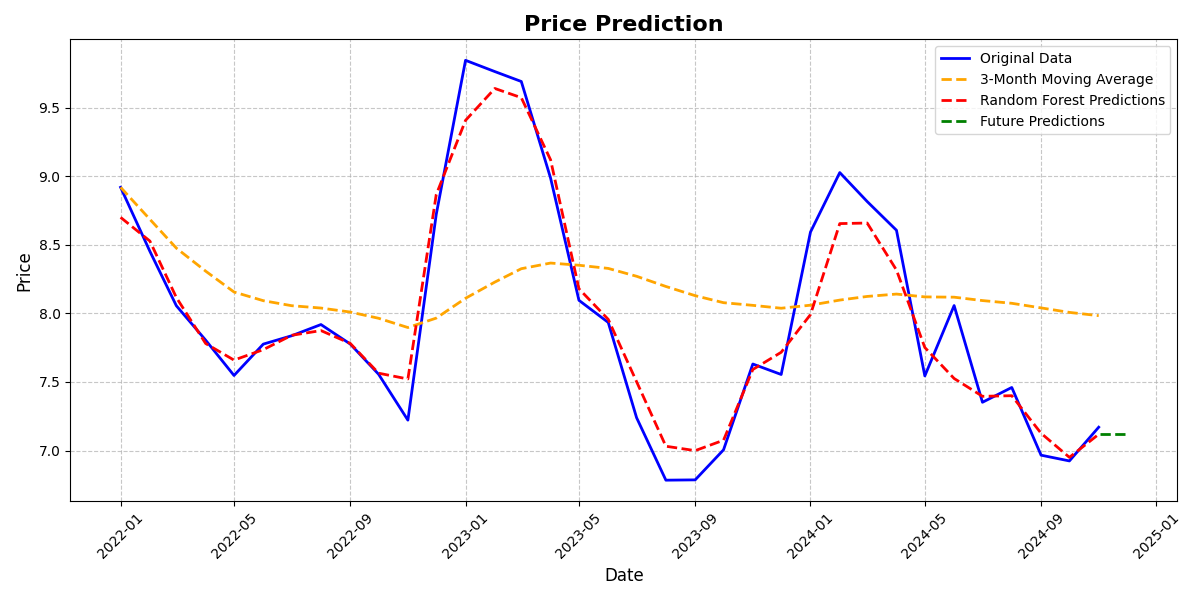 Price Prediction
Original Data
3-Month Moving Average
Random Forest Predictions
Future Predictions
Price
9.5
9.0
8.5
8.0
7.5
7.0
2022-01
2022-05
2022-09
2023-01
2023-05
2023-09
2024-01
2024-05
2024-09
2025-01
Date